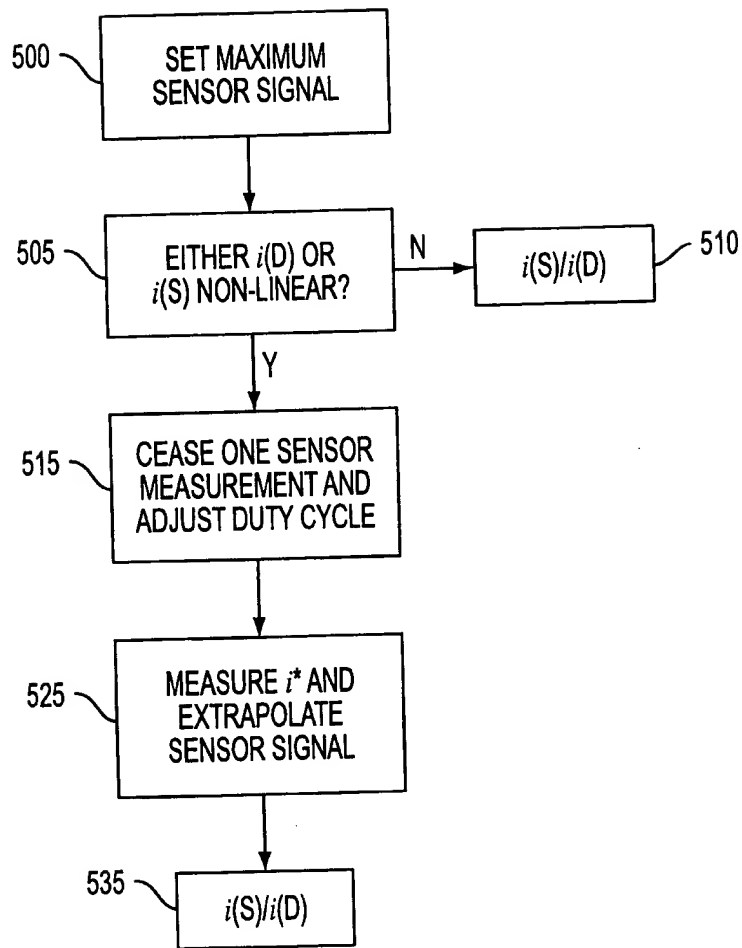 500
SET MAXIMUM
SENSOR SIGNAL
505
EITHER i(D) OR
i(S) NON-LINEAR?
N
i(S)/i(D)
510
Y
515
CEASE ONE SENSOR
MEASUREMENT AND
ADJUST DUTY CYCLE
525
MEASURE i* AND
EXTRAPOLATE
SENSOR SIGNAL
535
i(S)/i(D)